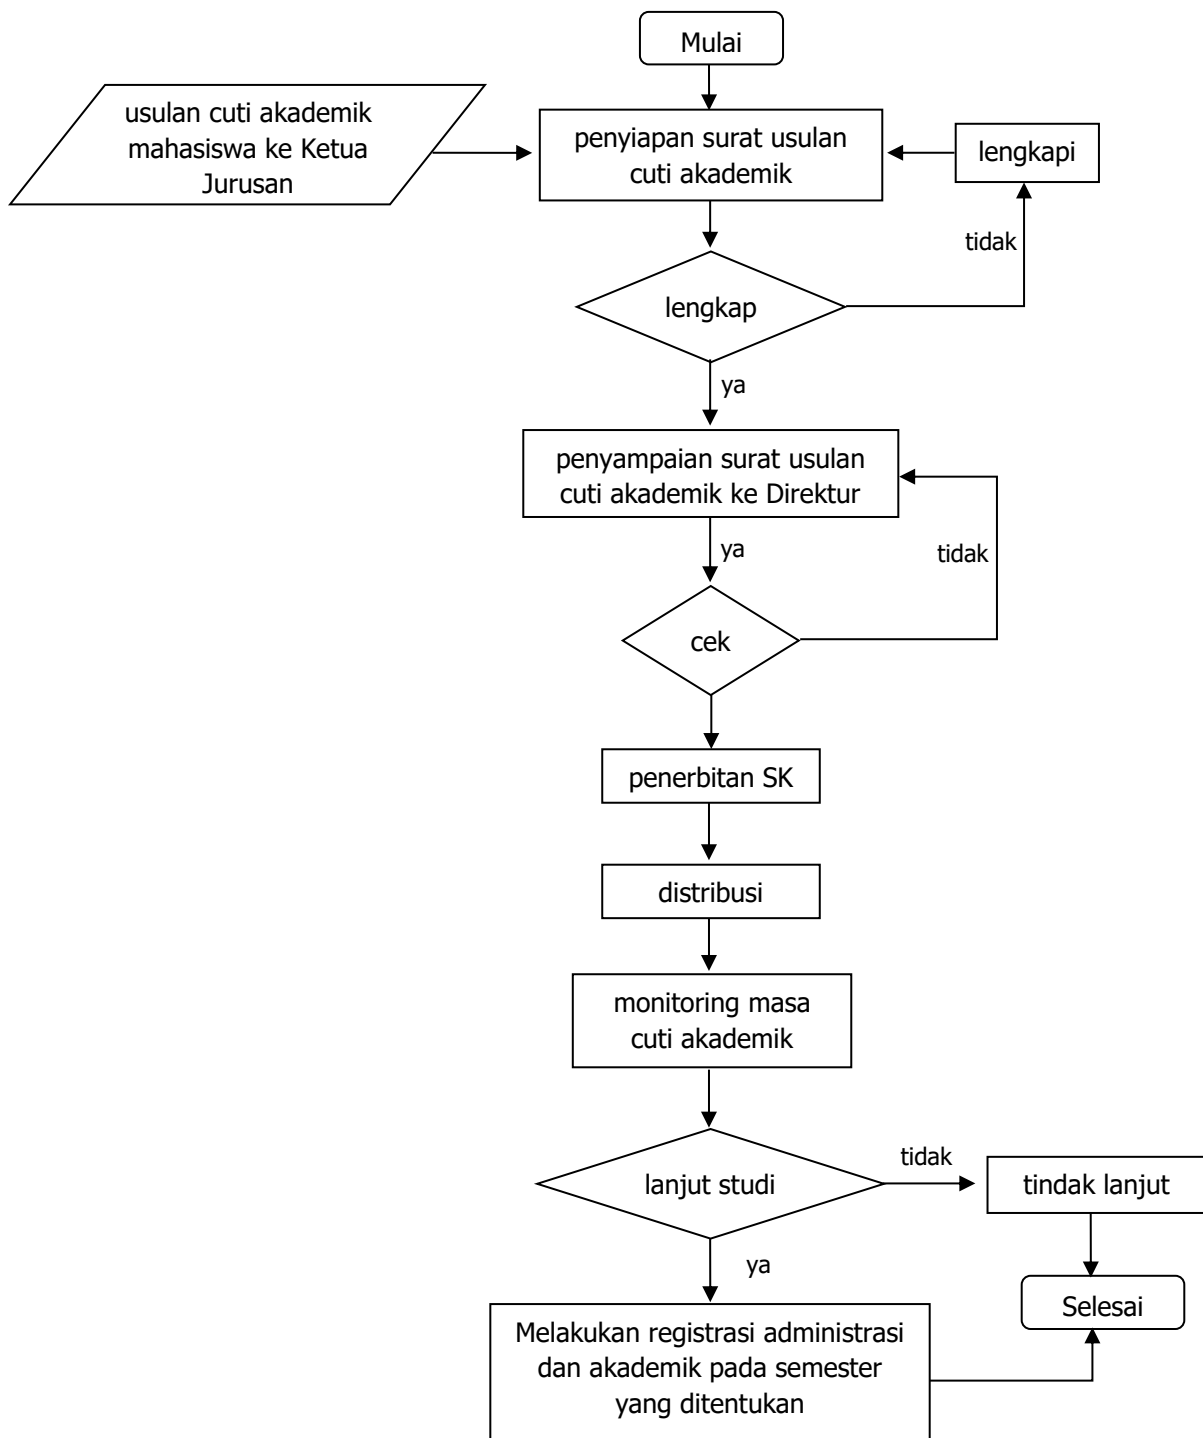 Mulai
usulan cuti akademik
mahasiswa ke Ketua
Jurusan
penyiapan surat usulan
cuti akademik
lengkapi
tidak
lengkap
ya
penyampaian surat usulan
cuti akademik ke Direktur
ya
tidak
cek
penerbitan SK
distribusi
monitoring masa
cuti akademik
tidak
lanjut studi
tindak lanjut
ya
Selesai
Melakukan registrasi administrasi
dan akademik pada semester
yang ditentukan